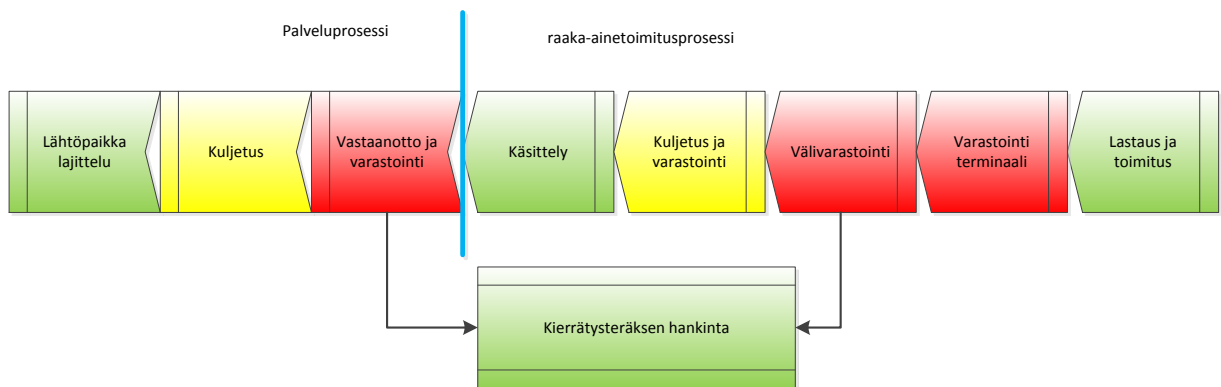 Palveluprosessi
raaka-ainetoimitusprosessi
Lähtöpaikka
lajittelu
Kuljetus
Vastaanotto ja
varastointi
Käsittely
Kuljetus ja
varastointi
Välivarastointi
Varastointi
terminaali
Lastaus ja
toimitus
Kierrätysteräksen hankinta